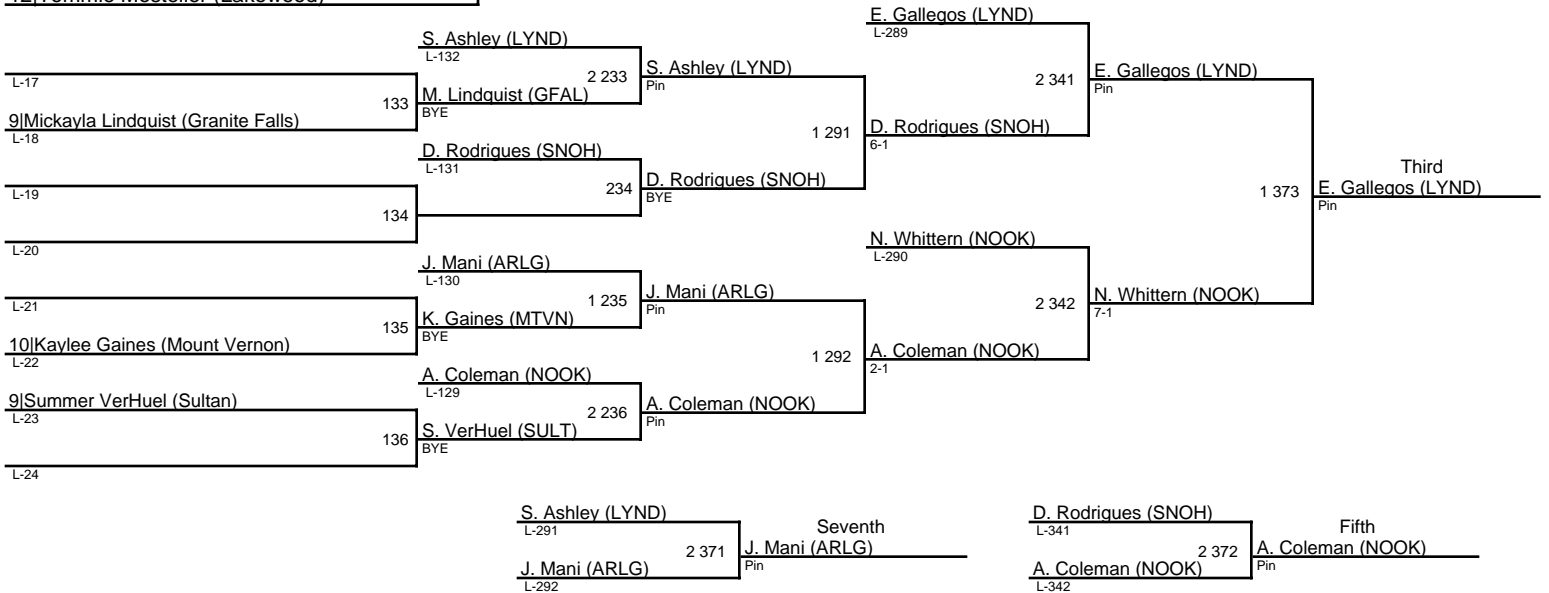 E. Gallegos (LYND)
L-289
S. Ashley (LYND)
L-132
2 233
S. Ashley (LYND)
Pin
2 341
E. Gallegos (LYND)
Pin
L-17
133
M. Lindquist (GFAL)
BYE
9|Mickayla Lindquist (Granite Falls)
L-18
1 291
D. Rodrigues (SNOH)
6-1
D. Rodrigues (SNOH)
L-131
234
D. Rodrigues (SNOH)
BYE
L-19
134
L-20
1 373
Third
E. Gallegos (LYND)
Pin
N. Whittern (NOOK)
L-290
J. Mani (ARLG)
L-130
1 235
J. Mani (ARLG)
Pin
2 342
N. Whittern (NOOK)
7-1
L-21
135
K. Gaines (MTVN)
BYE
10|Kaylee Gaines (Mount Vernon)
L-22
1 292
A. Coleman (NOOK)
2-1
A. Coleman (NOOK)
L-129
9|Summer VerHuel (Sultan)
L-23
2 236
A. Coleman (NOOK)
Pin
136
S. VerHuel (SULT)
BYE
L-24
S. Ashley (LYND)
L-291
Seventh
2 371
J. Mani (ARLG)
Pin
J. Mani (ARLG)
L-292
D. Rodrigues (SNOH)
L-341
Fifth
2 372
A. Coleman (NOOK)
Pin
A. Coleman (NOOK)
L-342